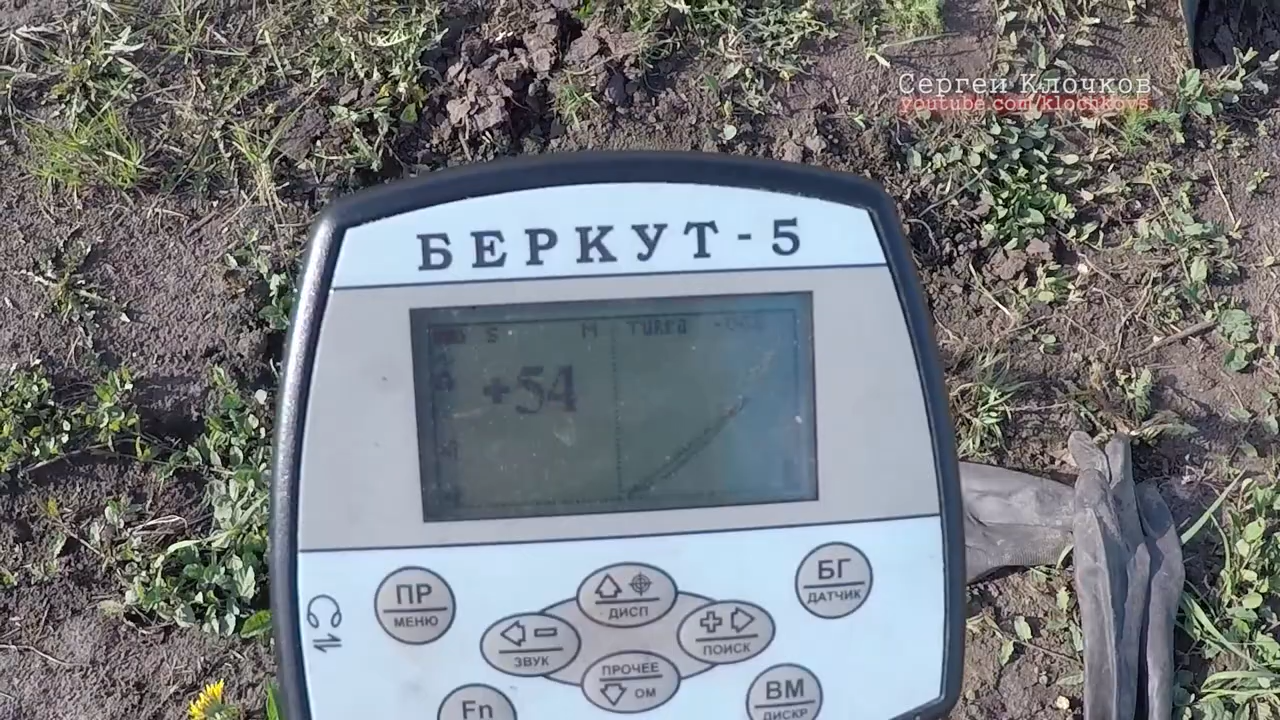 Сергей Клочков
youtube.com/klochkovs
БЕРКУТ-5
S M Tukra
+54
ПР
МЕНЮ
БГ
ДАТЧИК
ДИСП
ЗВУК
ПОИСК
ПРОЧЕЕ
ОМ
Fn
ВМ
ДИСКР